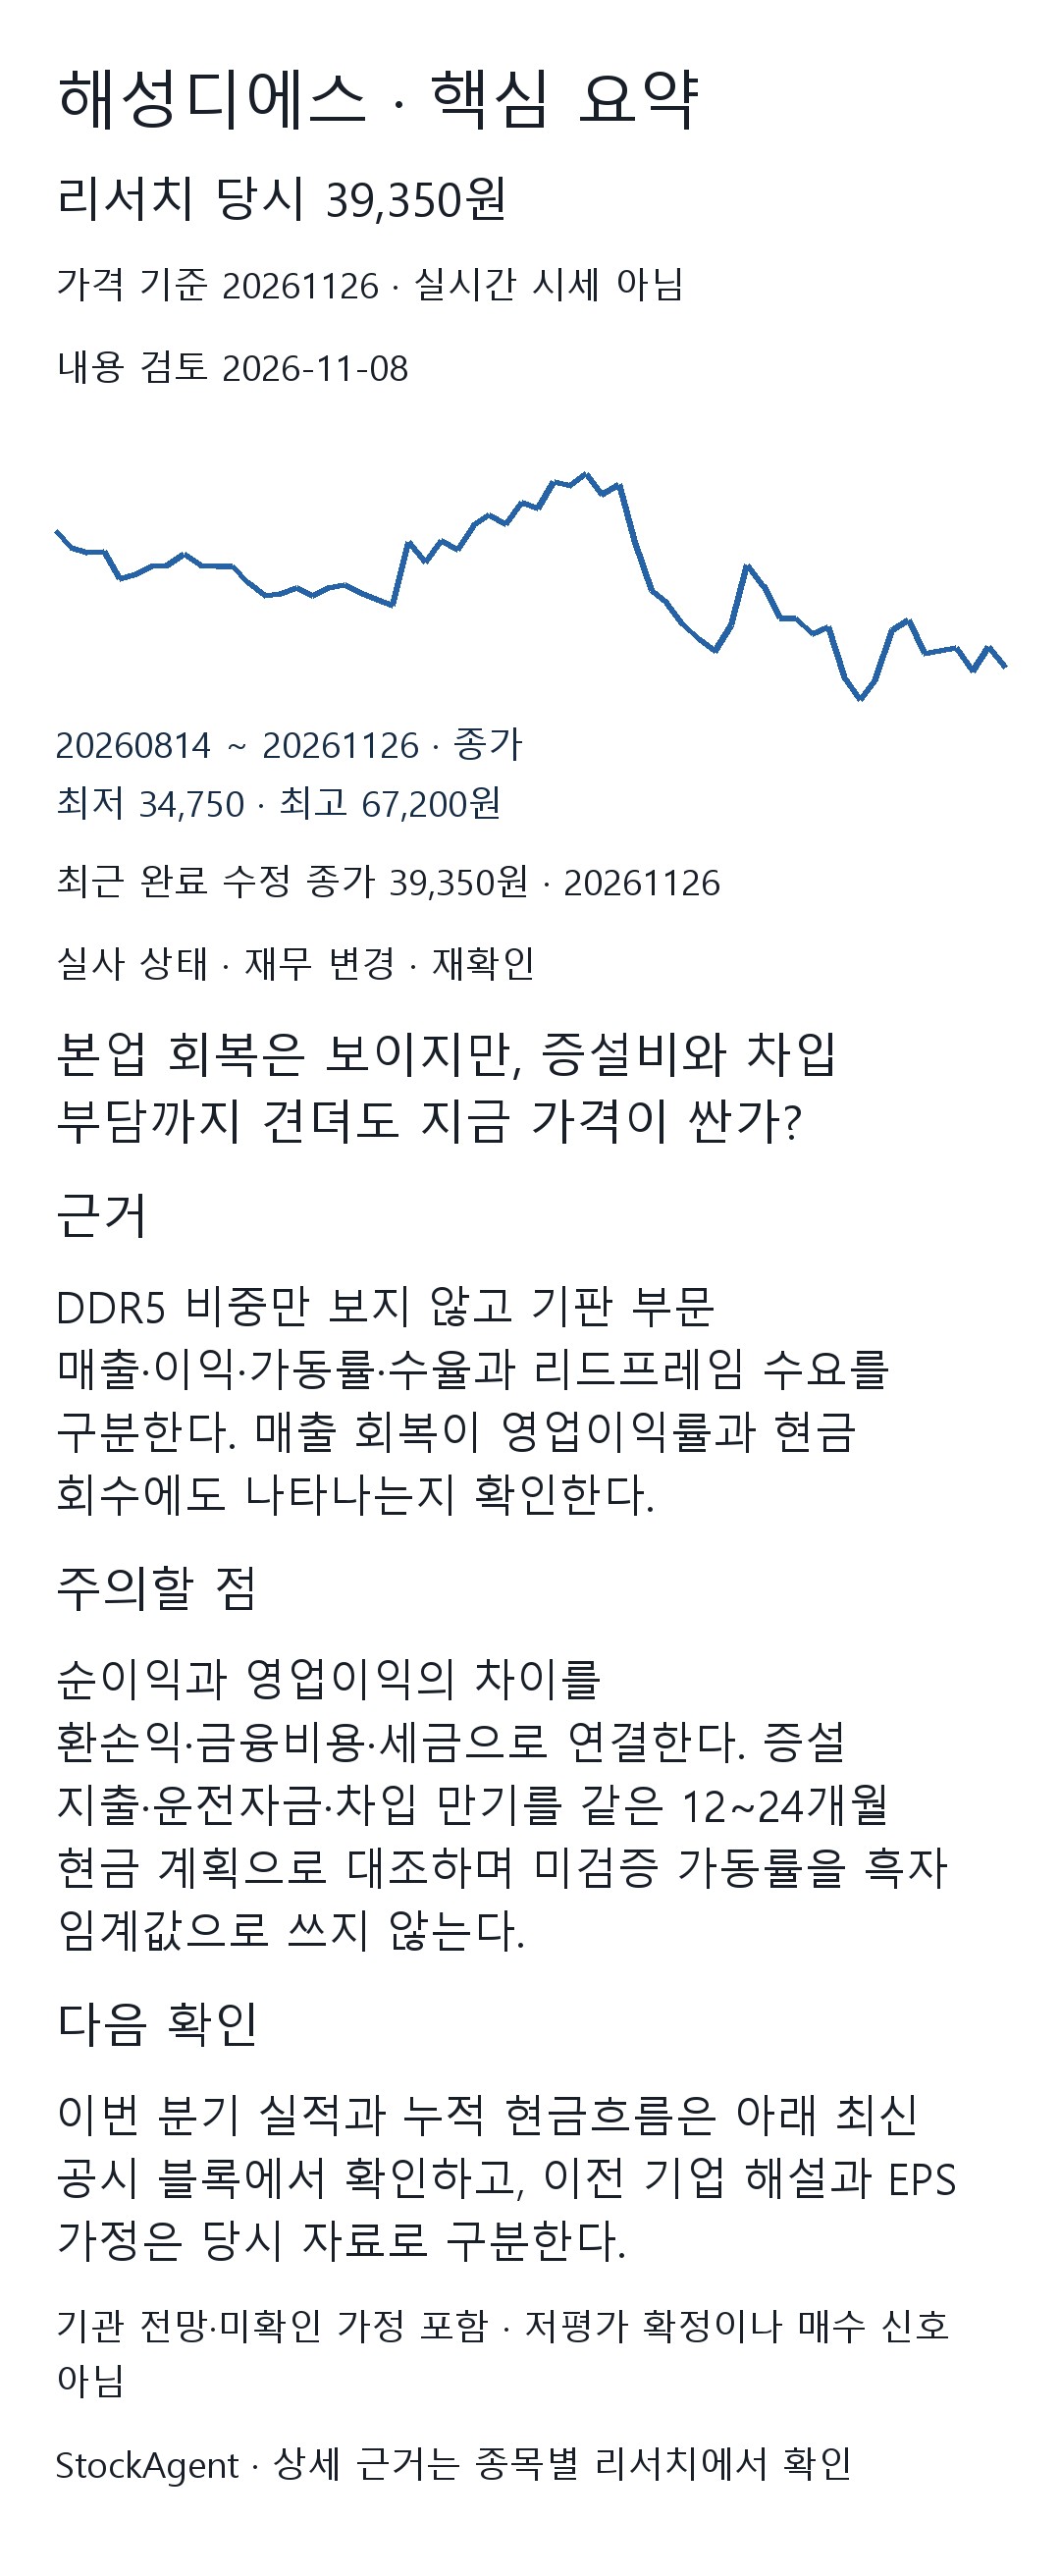 해성디에스 · 핵심 요약
리서치 당시 39,350원
가격 기준 20261126 · 실시간 시세 아님
내용 검토 2026-11-08
20260814 ~ 20261126 · 종가
최저 34,750 · 최고 67,200원
최근 완료 수정 종가 39,350원 · 20261126
실사 상태 · 재무 변경 · 재확인
본업 회복은 보이지만, 증설비와 차입
부담까지 견뎌도 지금 가격이 싼가?
근거
DDR5 비중만 보지 않고 기판 부문
매출·이익·가동률·수율과 리드프레임 수요를
구분한다. 매출 회복이 영업이익률과 현금
회수에도 나타나는지 확인한다.
주의할 점
순이익과 영업이익의 차이를
환손익·금융비용·세금으로 연결한다. 증설
지출·운전자금·차입 만기를 같은 12~24개월
현금 계획으로 대조하며 미검증 가동률을 흑자
임계값으로 쓰지 않는다.
다음 확인
이번 분기 실적과 누적 현금흐름은 아래 최신
공시 블록에서 확인하고, 이전 기업 해설과 EPS
가정은 당시 자료로 구분한다.
기관 전망·미확인 가정 포함 · 저평가 확정이나 매수 신호
아님
StockAgent · 상세 근거는 종목별 리서치에서 확인